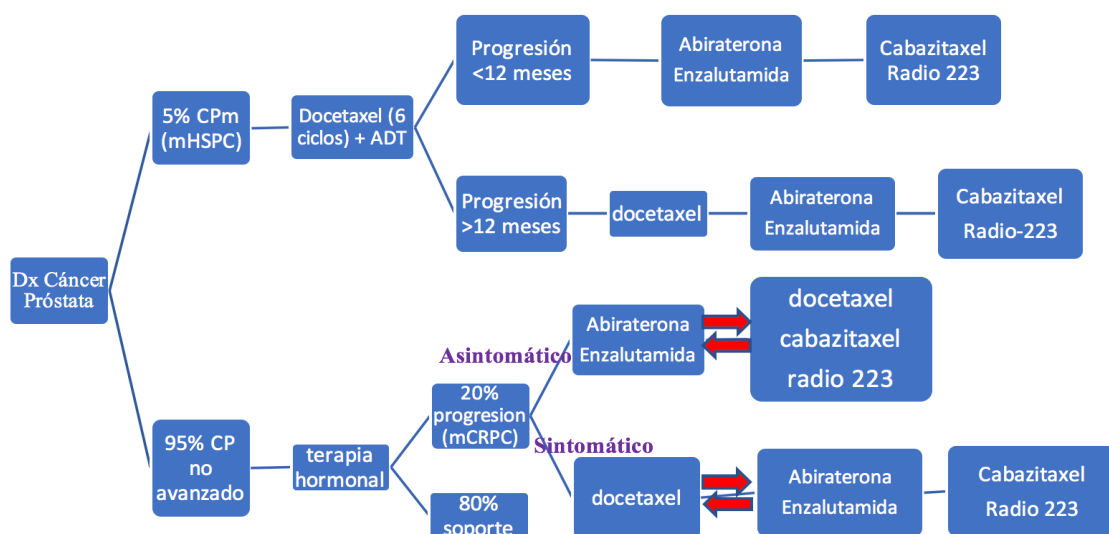 Dx Cáncer
Próstata
5% CPm
(mHSPC)
Docetaxel (6
ciclos) + ADT
Progresión
<12 meses
Abiraterona
Enzalutamida
Cabazitaxel
Radio 223
Progresión
>12 meses
docetaxel
Abiraterona
Enzalutamida
Cabazitaxel
Radio-223
95% CP
no
avanzado
terapia
hormonal
20%
progresion
(mCRPC)
Asintomático
Abiraterona
Enzalutamida
docetaxel
cabazitaxel
radio 223
Sintomático
docetaxel
Abiraterona
Enzalutamida
Cabazitaxel
Radio 223
80%
soporte